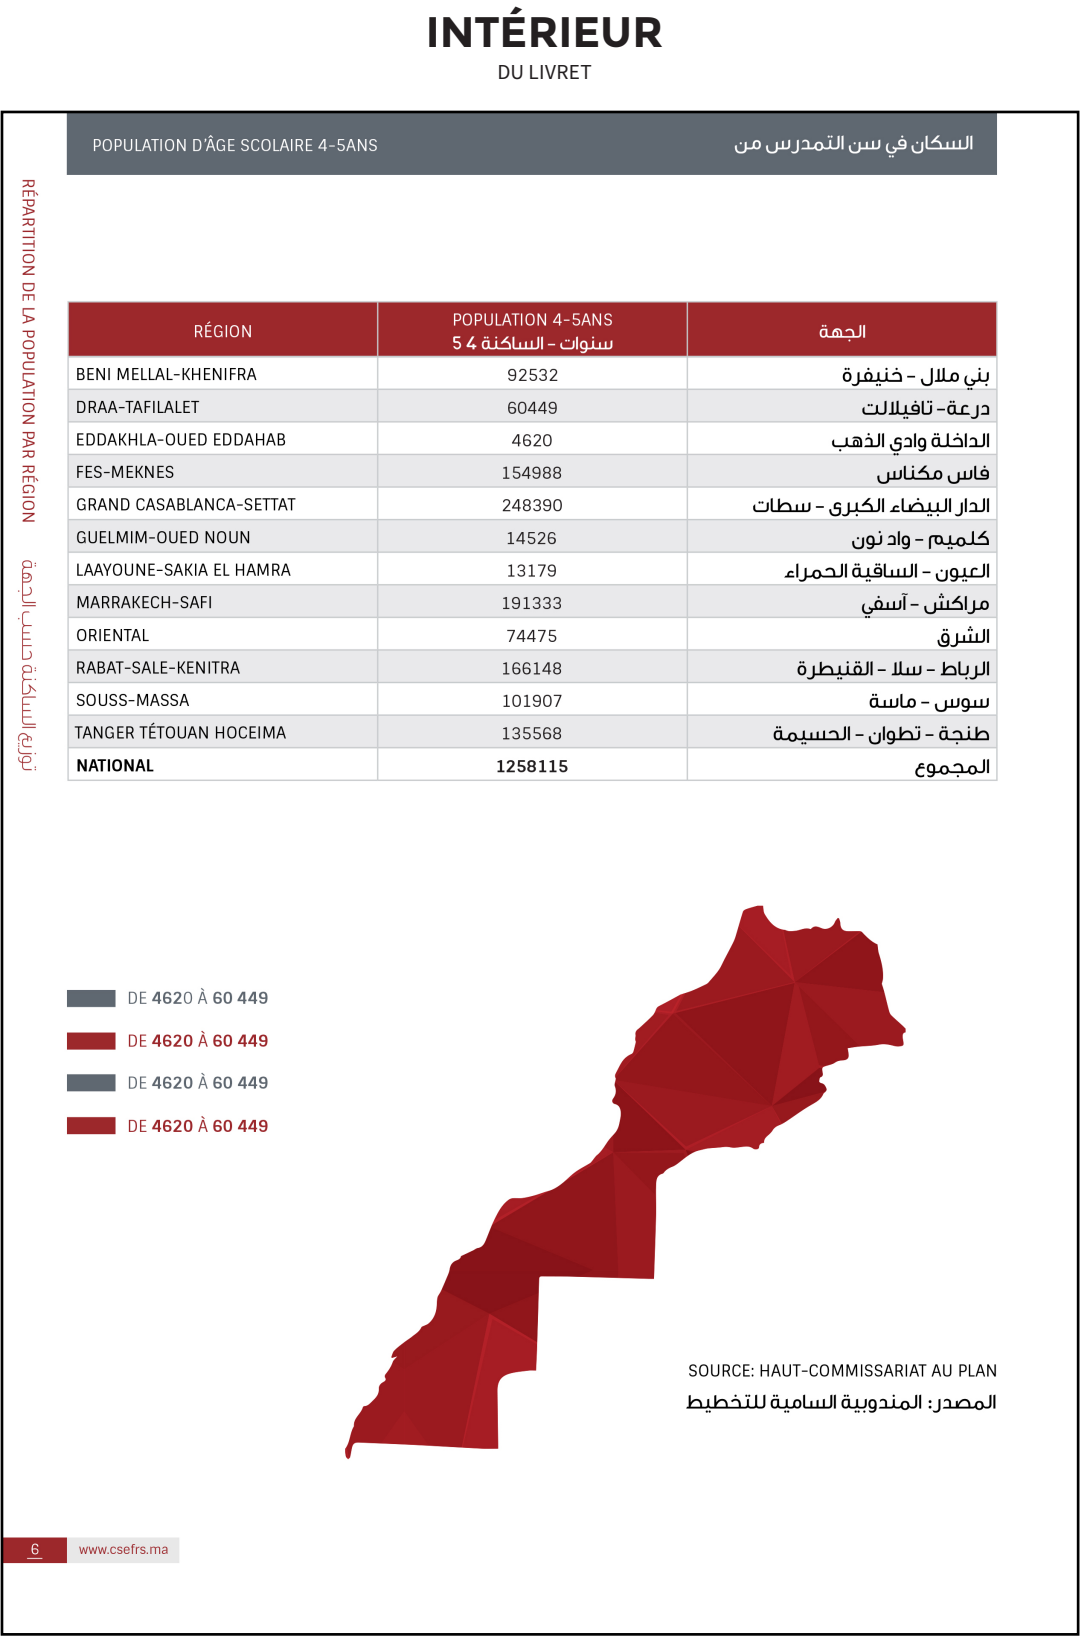 INTÉRIEUR
DU LIVRET
POPULATION D'ÂGE SCOLAIRE 4-5ANS
السكان في سن التمدرس من
RÉPARTITION DE LA POPULATION PAR RÉGION
توزيع الساكنة حسب الجهة
RÉGION
POPULATION 4-5ANS
سنوات - الساكنة 4 5
الجهة
BENI MELLAL-KHENIFRA 92532 بني ملال - خنيفرة
DRAA-TAFILALET 60449 درعة- تافيلالت
EDDAKHLA-OUED EDDAHAB 4620 الداخلة وادي الذهب
FES-MEKNES 154988 فاس مكناس
GRAND CASABLANCA-SETTAT 248390 الدار البيضاء الكبرى - سطات
GUELMIM-OUED NOUN 14526 كلميم - واد نون
LAAYOUNE-SAKIA EL HAMRA 13179 العيون - الساقية الحمراء
MARRAKECH-SAFI 191333 مراكش - آسفي
ORIENTAL 74475 الشرق
RABAT-SALE-KENITRA 166148 الرباط - سلا - القنيطرة
SOUSS-MASSA 101907 سوس - ماسة
TANGER TÉTOUAN HOCEIMA 135568 طنجة - تطوان - الحسيمة
NATIONAL 1258115 المجموع
DE 4620 À 60 449
DE 4620 À 60 449
DE 4620 À 60 449
DE 4620 À 60 449
SOURCE: HAUT-COMMISSARIAT AU PLAN
المصدر: المندوبية السامية للتخطيط
6 www.csefrs.ma